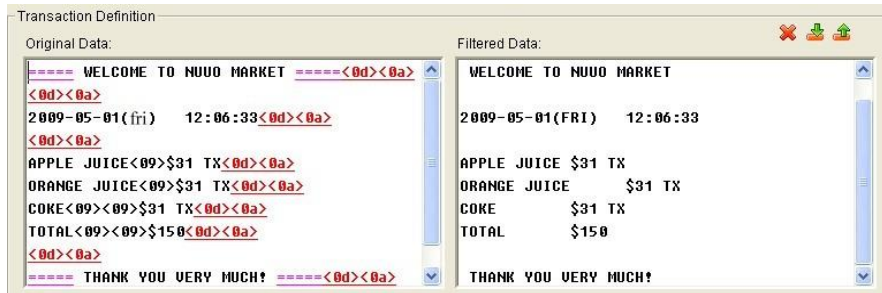 Transaction Definition
Original Data:
===== WELCOME TO NUUO MARKET =====<0d><0a>
<0d><0a>
2009-05-01(fri)   12:06:33<0d><0a>
<0d><0a>
APPLE JUICE<09>$31 TX<0d><0a>
ORANGE JUICE<09>$31 TX<0d><0a>
COKE<09><09>$31 TX<0d><0a>
TOTAL<09><09>$150<0d><0a>
<0d><0a>
===== THANK YOU VERY MUCH! =====<0d><0a>
Filtered Data:
WELCOME TO NUUO MARKET
2009-05-01(FRI)   12:06:33
APPLE JUICE $31 TX
ORANGE JUICE      $31 TX
COKE        $31 TX
TOTAL       $150
THANK YOU VERY MUCH!